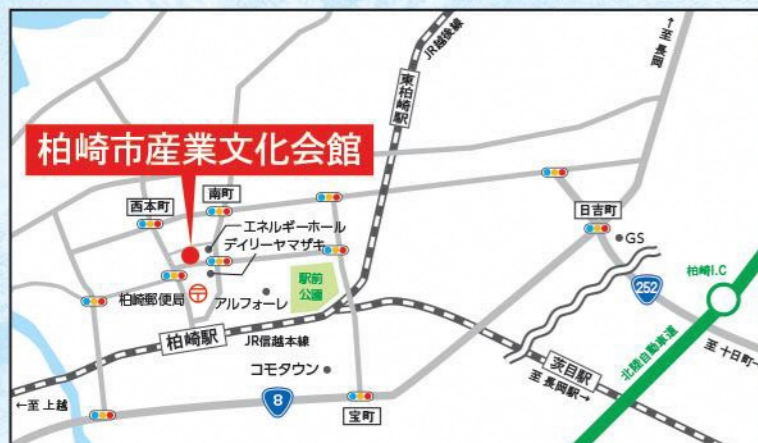 柏崎市産業文化会館
JR越後線
↑至 長岡
東柏崎駅
西本町
南町
エネルギーホール
デイリーヤマザキ
日吉町
GS
柏崎I.C
252
柏崎郵便局
〒
アルフォーレ
駅前
公園
柏崎駅
JR信越本線
コモタウン
茨目駅
至 長岡駅→
北陸自動車道
至 十日町→
←至 上越
8
宝町